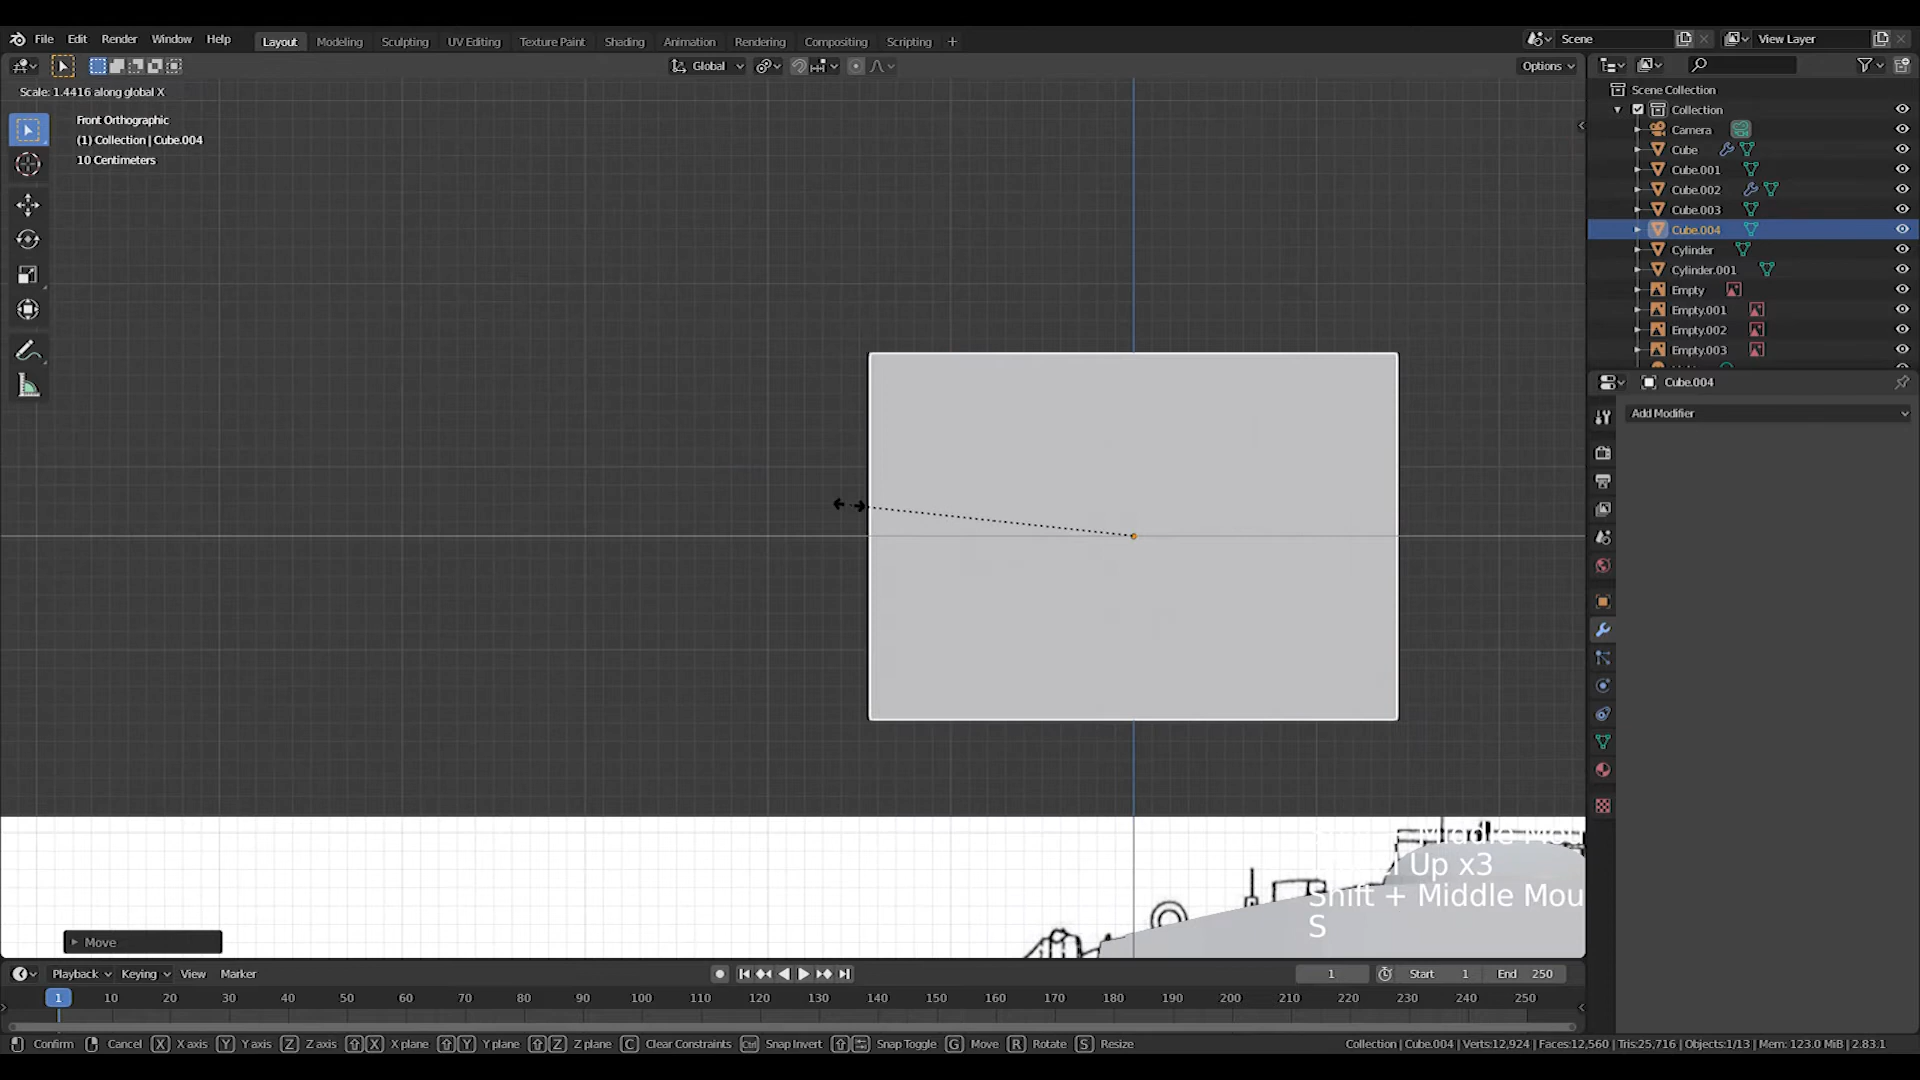 File Edit Render Window Help Layout Modeling Sculpting UV Editing Texture Paint Shading Animation Rendering Compositing Scripting + Scene View Layer
Global Options
Scale: 1.4416 along global X
Front Orthographic
(1) Collection | Cube.004
10 Centimeters
Scene Collection
Collection
Camera
Cube
Cube.001
Cube.002
Cube.003
Cube.004
Cylinder
Cylinder.001
Empty
Empty.001
Empty.002
Empty.003
Cube.004
Add Modifier
Up x3
Shift + Middle Mou
S
Move
Playback Keying View Marker 1 Start 1 End 250
1 10 20 30 40 50 60 70 80 90 100 110 120 130 140 150 160 170 180 190 200 210 220 230 240 250
Confirm Cancel X X axis Y Y axis Z Z axis X X plane Y Y plane Z Z plane C Clear Constraints Ctrl Snap Invert Snap Toggle G Move R Rotate S Resize Collection | Cube.004 | Verts:12,924 | Faces:12,560 | Tris:25,716 | Objects:1/13 | Mem: 123.0 MiB | 2.83.1